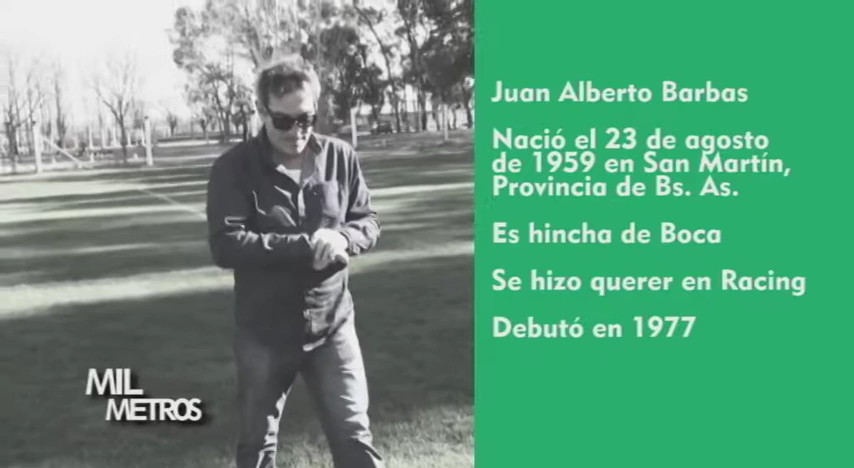 Juan Alberto Barbas
Nació el 23 de agosto
de 1959 en San Martín,
Provincia de Bs. As.
Es hincha de Boca
Se hizo querer en Racing
Debutó en 1977
MIL
METROS